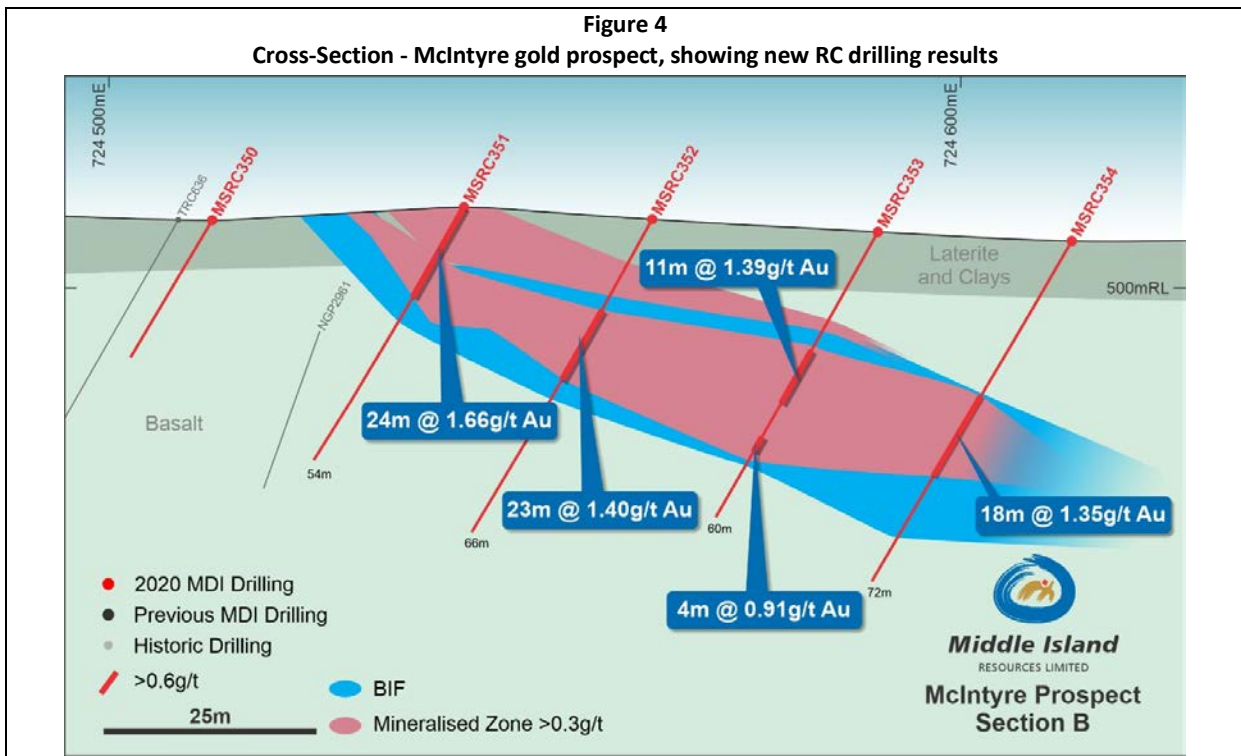 Figure 4
Cross-Section - McIntyre gold prospect, showing new RC drilling results
724 500mE
724 600mE
TRC636
MSRC350
MSRC351
MSRC352
MSRC353
MSRC354
NGP2961
Laterite
and Clays
500mRL
11m @ 1.39g/t Au
Basalt
24m @ 1.66g/t Au
23m @ 1.40g/t Au
18m @ 1.35g/t Au
4m @ 0.91g/t Au
54m
66m
60m
72m
2020 MDI Drilling
Previous MDI Drilling
Historic Drilling
>0.6g/t
25m
BIF
Mineralised Zone >0.3g/t
Middle Island
RESOURCES LIMITED
McIntyre Prospect
Section B